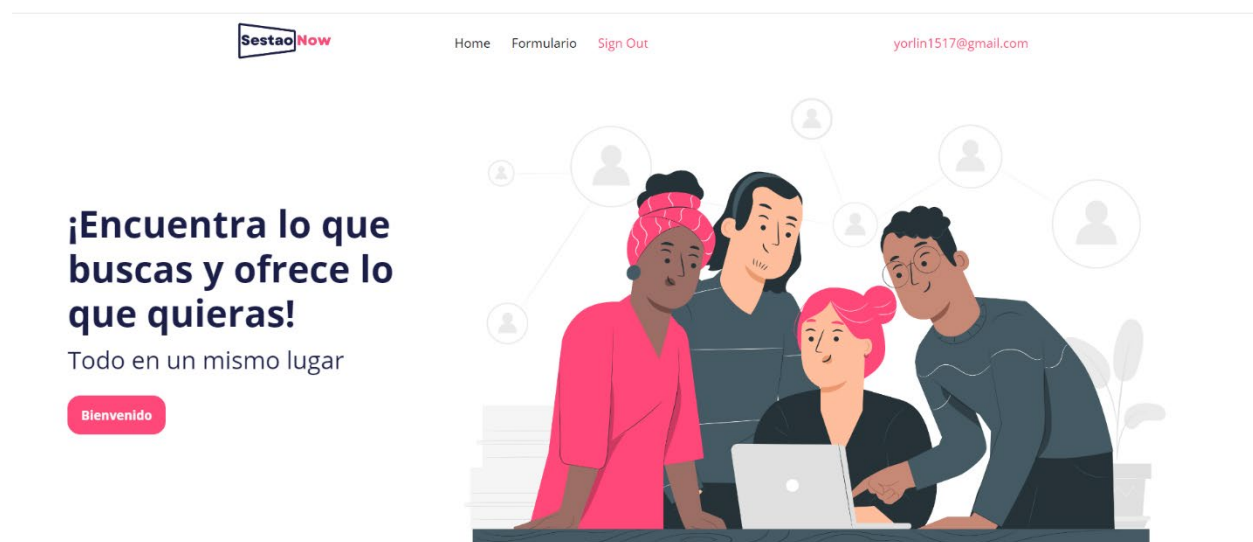 SestaoNow
Home Formulario Sign Out
yorlin1517@gmail.com
¡Encuentra lo que
buscas y ofrece lo
que quieras!
Todo en un mismo lugar
Bienvenido